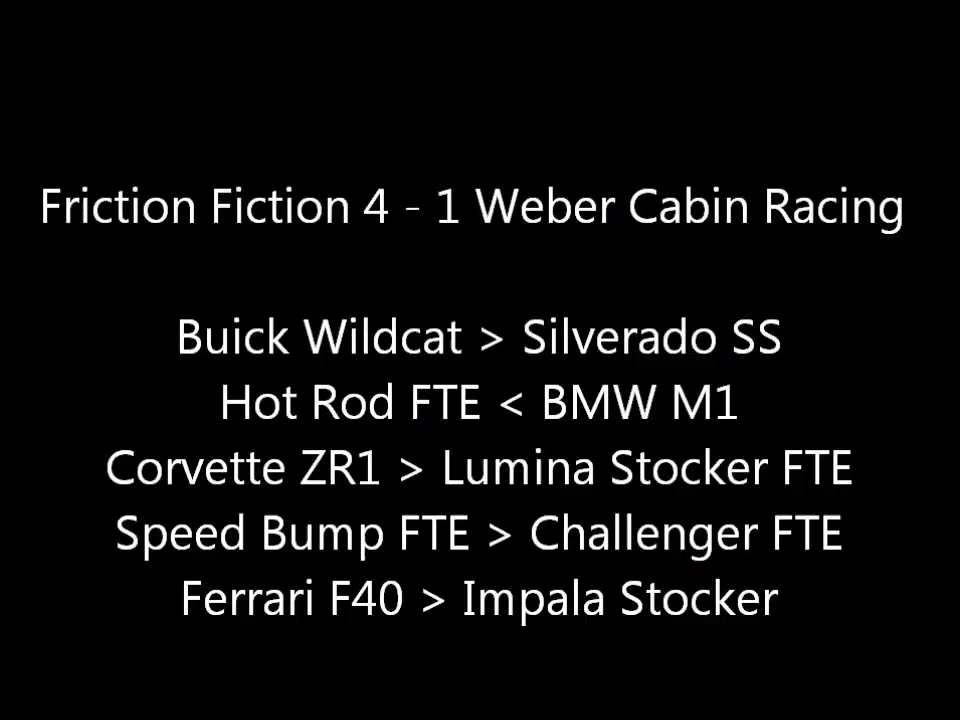 Friction Fiction 4 - 1 Weber Cabin Racing
Buick Wildcat > Silverado SS
Hot Rod FTE < BMW M1
Corvette ZR1 > Lumina Stocker FTE
Speed Bump FTE > Challenger FTE
Ferrari F40 > Impala Stocker